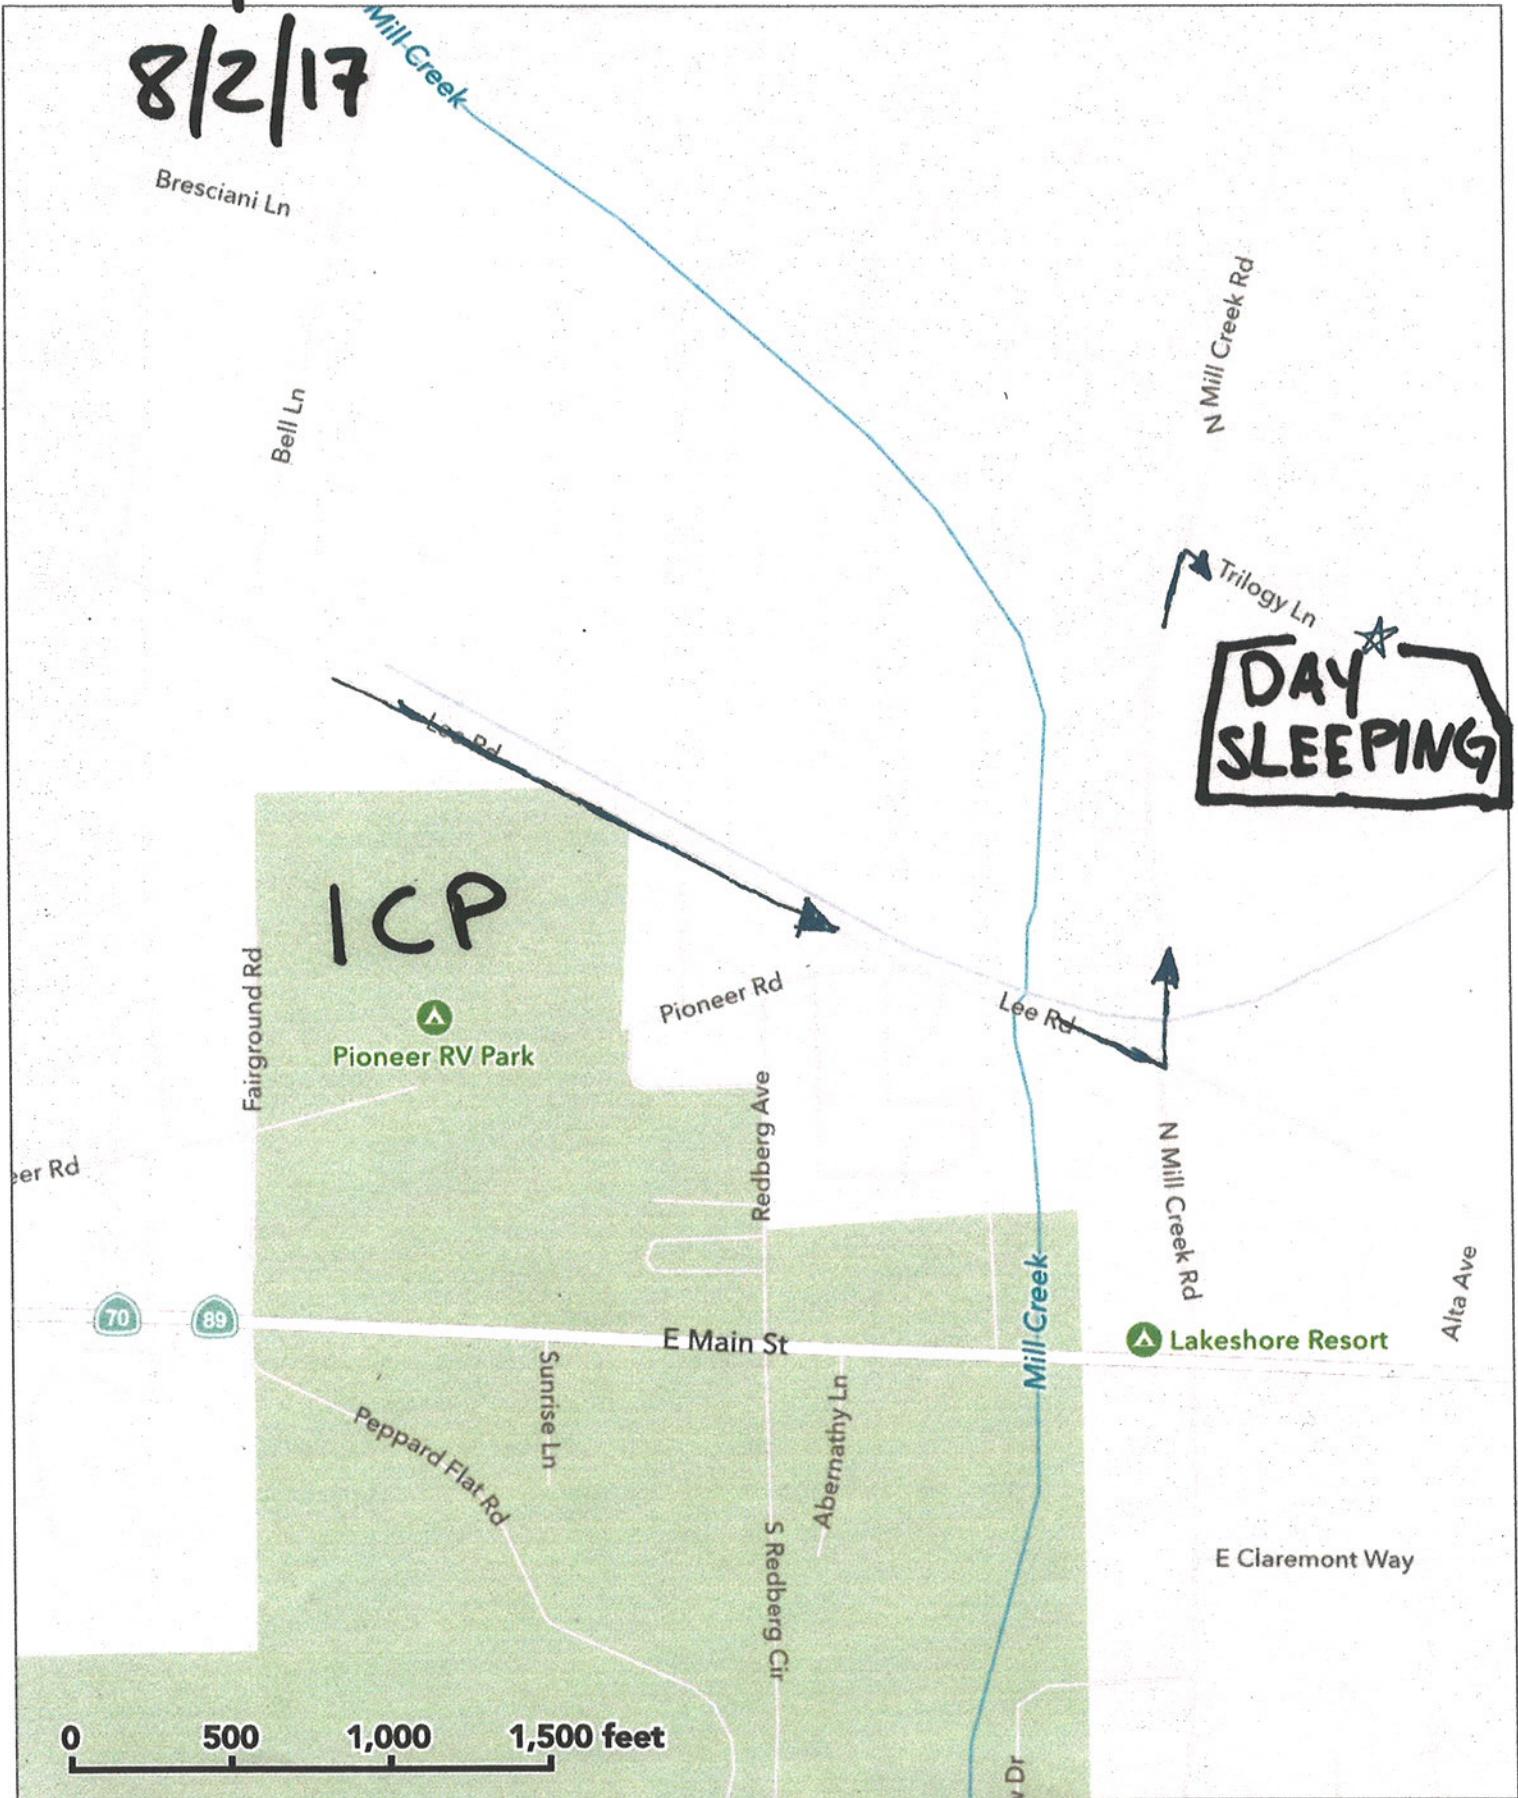 Mill Creek
8/2/17
Bresciani Ln
N Mill Creek Rd
Bell Ln
Trilogy Ln
DAY
SLEEPING
Lee Rd
ICP
Fairground Rd
Pioneer Rd
Lee Rd
Pioneer RV Park
Redberg Ave
N Mill Creek Rd
er Rd
Mill Creek
Alta Ave
70
89
E Main St
Lakeshore Resort
Sunrise Ln
Abernathy Ln
Peppard Flat Rd
S Redberg Cir
E Claremont Way
0 500 1,000 1,500 feet
Dr